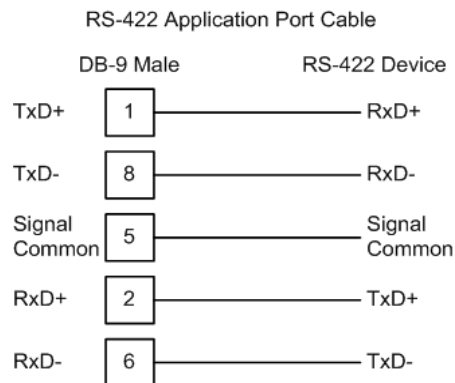 RS-422 Application Port Cable
DB-9 Male RS-422 Device
TxD+ 1 RxD+
TxD- 8 RxD-
Signal Common 5 Signal Common
RxD+ 2 TxD+
RxD- 6 TxD-